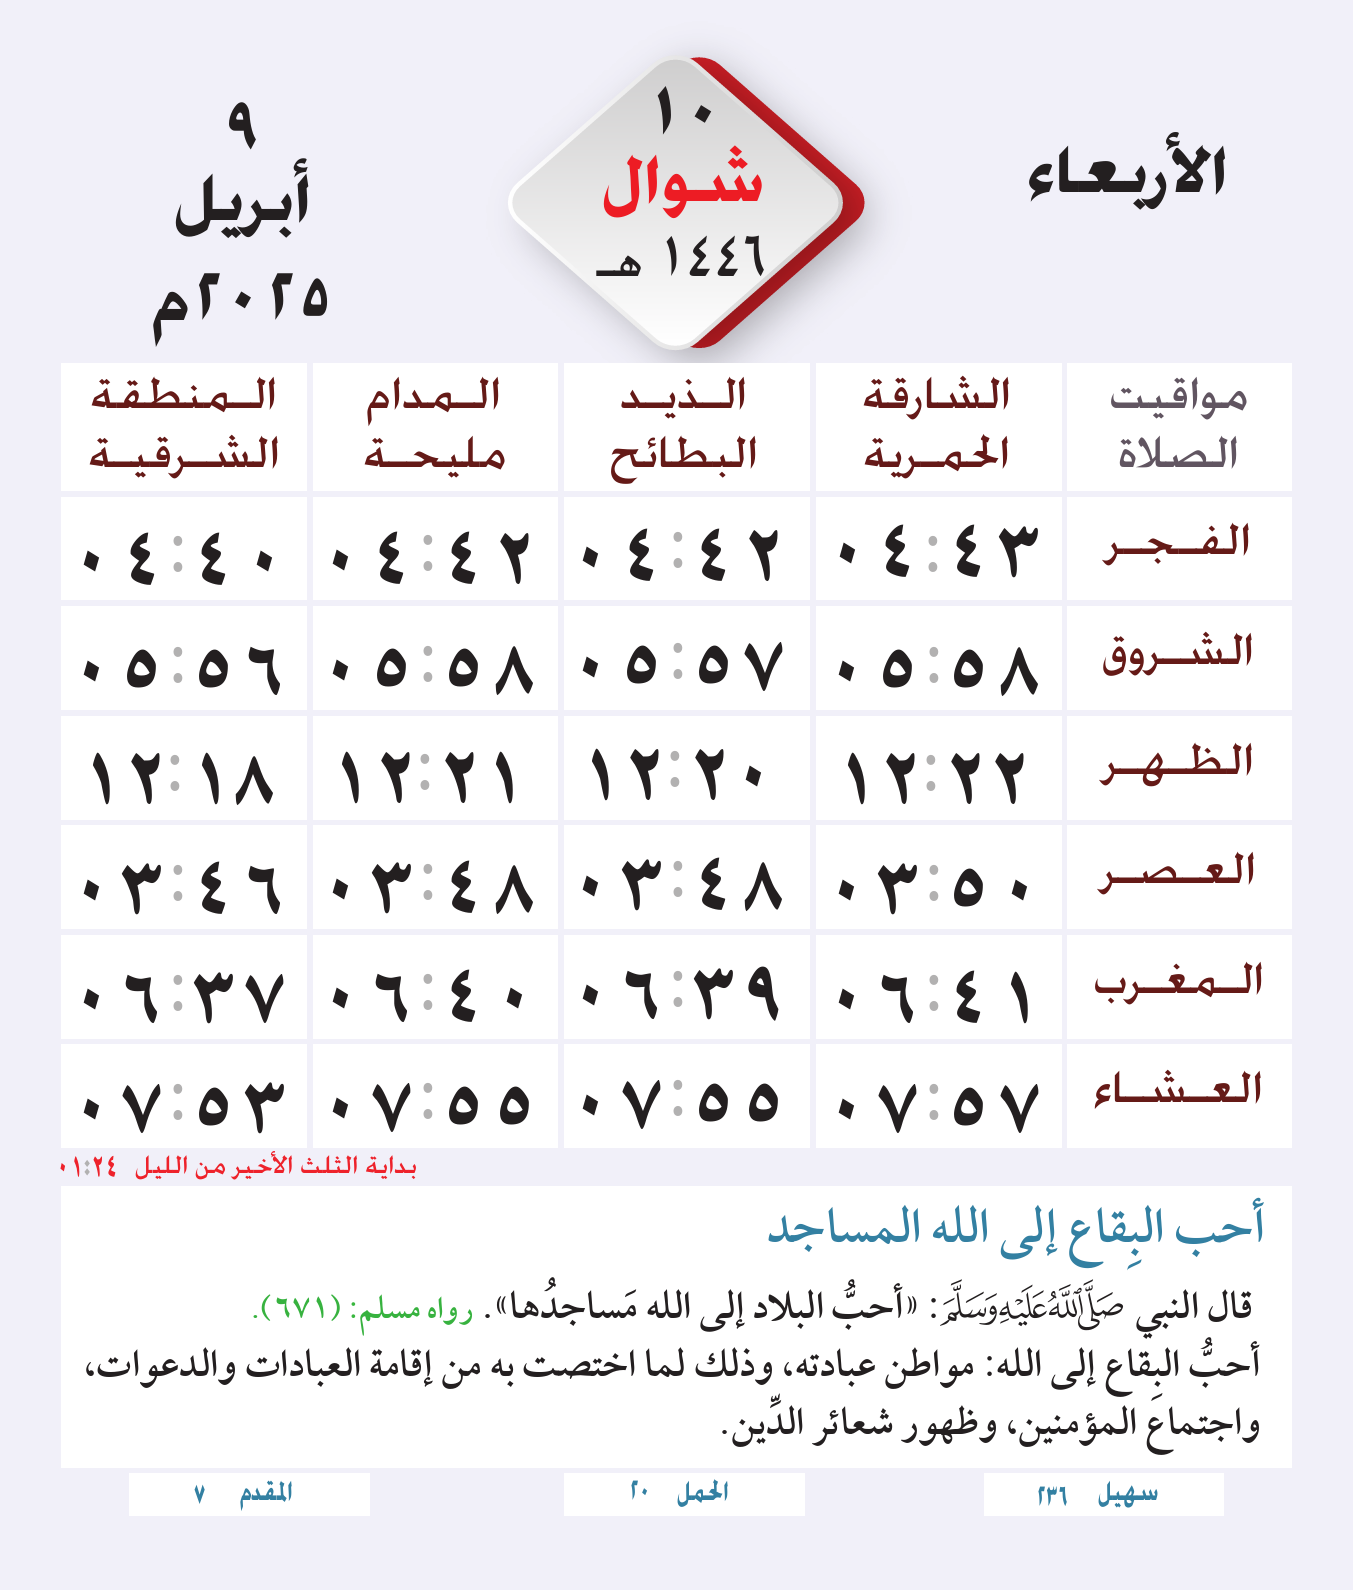 الأربعاء
١٠
شوال
١٤٤٦ هـ
٩
أبريل
٢٠٢٥م
مواقيت الصلاة | الشارقة الحمرية | الذيد البطائح | المدام مليحة | المنطقة الشرقية
الفجر ٠٤:٤٣ ٠٤:٤٢ ٠٤:٤٢ ٠٤:٤٠
الشروق ٠٥:٥٨ ٠٥:٥٧ ٠٥:٥٨ ٠٥:٥٦
الظهر ١٢:٢٢ ١٢:٢٠ ١٢:٢١ ١٢:١٨
العصر ٠٣:٥٠ ٠٣:٤٨ ٠٣:٤٨ ٠٣:٤٦
المغرب ٠٦:٤١ ٠٦:٣٩ ٠٦:٤٠ ٠٦:٣٧
العشاء ٠٧:٥٧ ٠٧:٥٥ ٠٧:٥٥ ٠٧:٥٣
بداية الثلث الأخير من الليل ٠١:٢٤
أحب البِقاع إلى الله المساجد
قال النبي صَلَّى اللَّهُ عَلَيْهِ وَسَلَّمَ: «أحبُّ البلاد إلى الله مَساجدُها». رواه مسلم: (٦٧١).
أحبُّ البِقاع إلى الله: مواطن عبادته، وذلك لما اختصت به من إقامة العبادات والدعوات،
واجتماع المؤمنين، وظهور شعائر الدِّين.
سهيل ٢٣٦
الحمل ٢٠
المقدم ٧